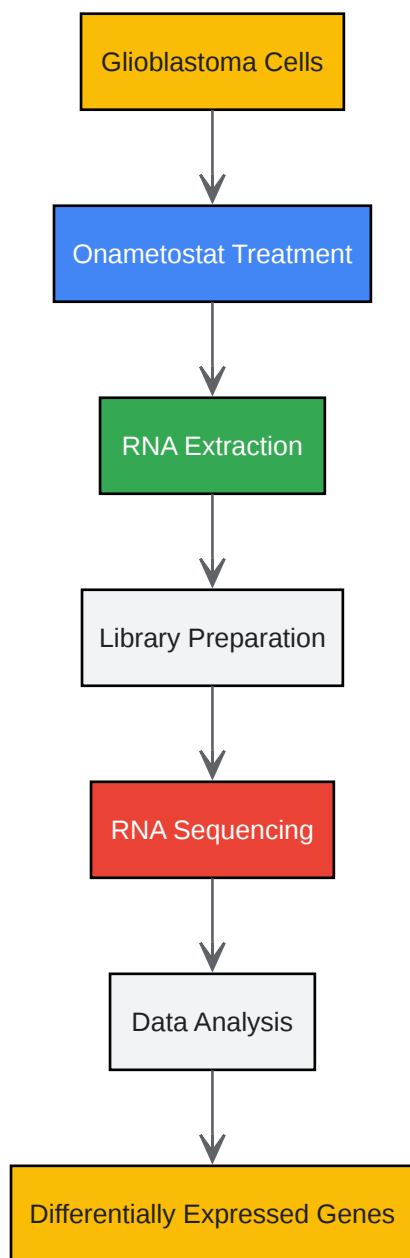 Glioblastoma Cells
Onametostat Treatment
RNA Extraction
Library Preparation
RNA Sequencing
Data Analysis
Differentially Expressed Genes